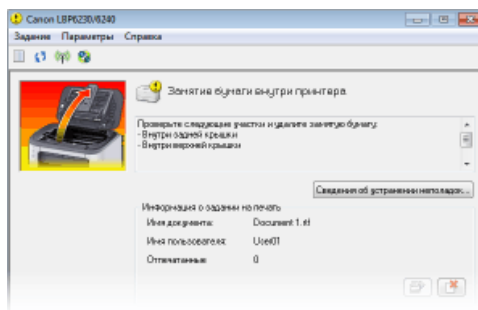 Canon LBP6230/6240
Задание Параметры Справка
Замятие бумаги внутри принтера
Проверьте следующие участки и удалите замятую бумагу:
- Внутри задней крышки
- Внутри верхней крышки
Сведения об устранении неполадок...
Информация о задании на печать
Имя документа: Document 1.rtf
Имя пользователя: User01
Отпечатанные: 0